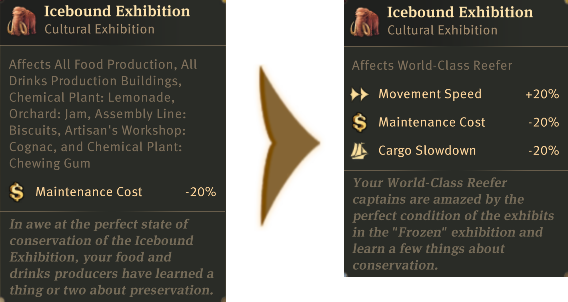 Icebound Exhibition
Cultural Exhibition
Affects All Food Production, All
Drinks Production Buildings,
Chemical Plant: Lemonade,
Orchard: Jam, Assembly Line:
Biscuits, Artisan's Workshop:
Cognac, and Chemical Plant:
Chewing Gum
Maintenance Cost -20%
In awe at the perfect state of
conservation of the Icebound
Exhibition, your food and
drinks producers have learned a
thing or two about preservation.
Icebound Exhibition
Cultural Exhibition
Affects World-Class Reefer
Movement Speed +20%
Maintenance Cost -20%
Cargo Slowdown -20%
Your World-Class Reefer
captains are amazed by the
perfect condition of the exhibits
in the "Frozen" exhibition and
learn a few things about
conservation.